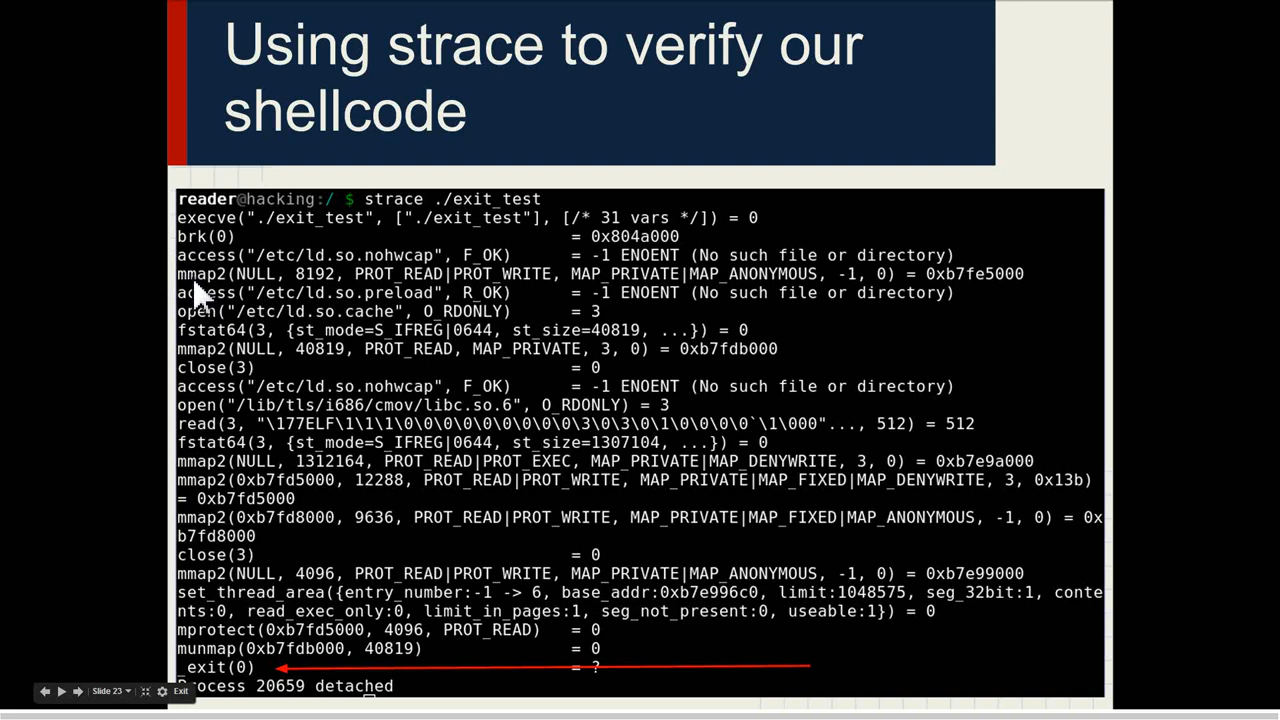 Using strace to verify our
shellcode
reader@hacking:/ $ strace ./exit_test
execve("./exit_test", ["./exit_test"], [/* 31 vars */]) = 0
brk(0)                                  = 0x804a000
access("/etc/ld.so.nohwcap", F_OK)      = -1 ENOENT (No such file or directory)
mmap2(NULL, 8192, PROT_READ|PROT_WRITE, MAP_PRIVATE|MAP_ANONYMOUS, -1, 0) = 0xb7fe5000
access("/etc/ld.so.preload", R_OK)      = -1 ENOENT (No such file or directory)
open("/etc/ld.so.cache", O_RDONLY)      = 3
fstat64(3, {st_mode=S_IFREG|0644, st_size=40819, ...}) = 0
mmap2(NULL, 40819, PROT_READ, MAP_PRIVATE, 3, 0) = 0xb7fdb000
close(3)                                = 0
access("/etc/ld.so.nohwcap", F_OK)      = -1 ENOENT (No such file or directory)
open("/lib/tls/i686/cmov/libc.so.6", O_RDONLY) = 3
read(3, "\177ELF\1\1\1\0\0\0\0\0\0\0\0\0\3\0\3\0\1\0\0\0`\1\000"..., 512) = 512
fstat64(3, {st_mode=S_IFREG|0644, st_size=1307104, ...}) = 0
mmap2(NULL, 1312164, PROT_READ|PROT_EXEC, MAP_PRIVATE|MAP_DENYWRITE, 3, 0) = 0xb7e9a000
mmap2(0xb7fd5000, 12288, PROT_READ|PROT_WRITE, MAP_PRIVATE|MAP_FIXED|MAP_DENYWRITE, 3, 0x13b)
= 0xb7fd5000
mmap2(0xb7fd8000, 9636, PROT_READ|PROT_WRITE, MAP_PRIVATE|MAP_FIXED|MAP_ANONYMOUS, -1, 0) = 0x
b7fd8000
close(3)                                = 0
mmap2(NULL, 4096, PROT_READ|PROT_WRITE, MAP_PRIVATE|MAP_ANONYMOUS, -1, 0) = 0xb7e99000
set_thread_area({entry_number:-1 -> 6, base_addr:0xb7e996c0, limit:1048575, seg_32bit:1, conte
nts:0, read_exec_only:0, limit_in_pages:1, seg_not_present:0, useable:1}) = 0
mprotect(0xb7fd5000, 4096, PROT_READ)   = 0
munmap(0xb7fdb000, 40819)               = 0
_exit(0)                                = ?
Process 20659 detached
Slide 23 Exit